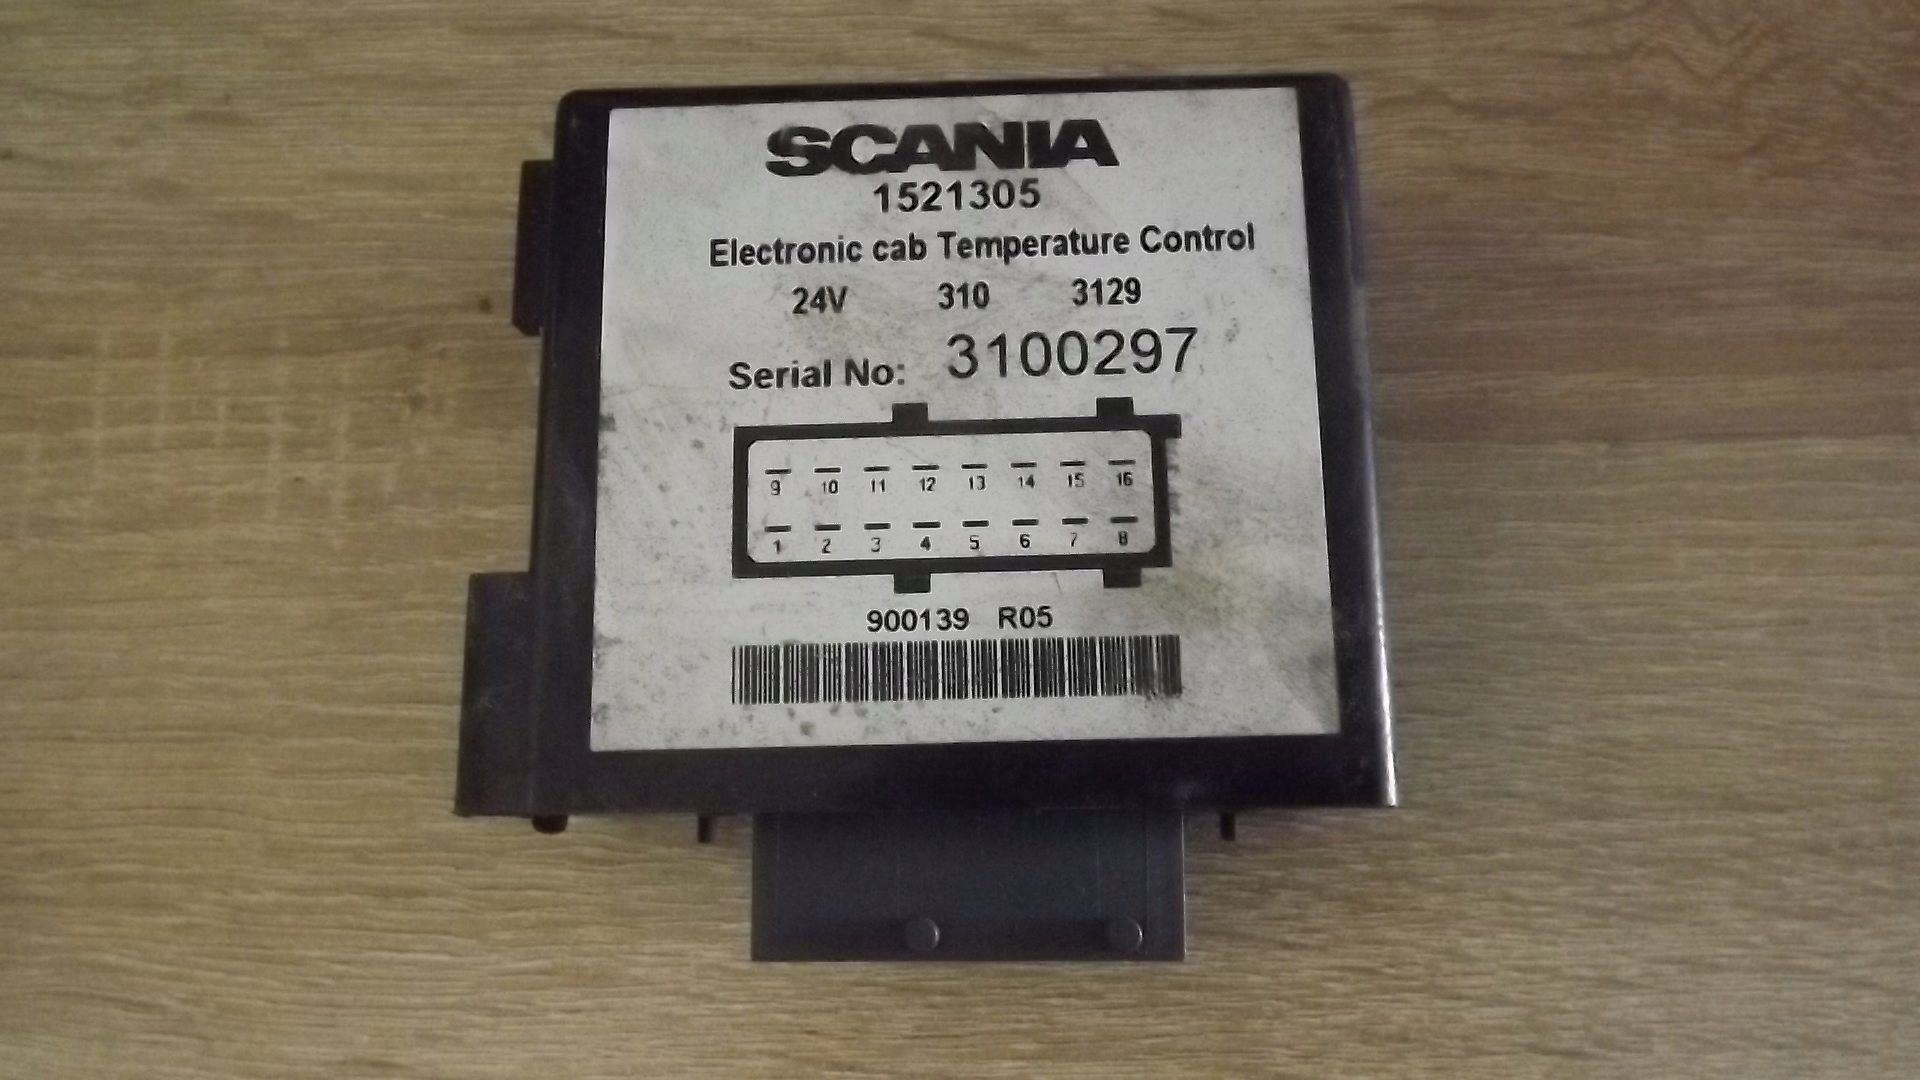 SCANIA
1521305
Electronic cab Temperature Control
24V 310 3129
Serial No: 3100297
9 10 11 12 13 14 15 16
1 2 3 4 5 6 7 8
900139 R05